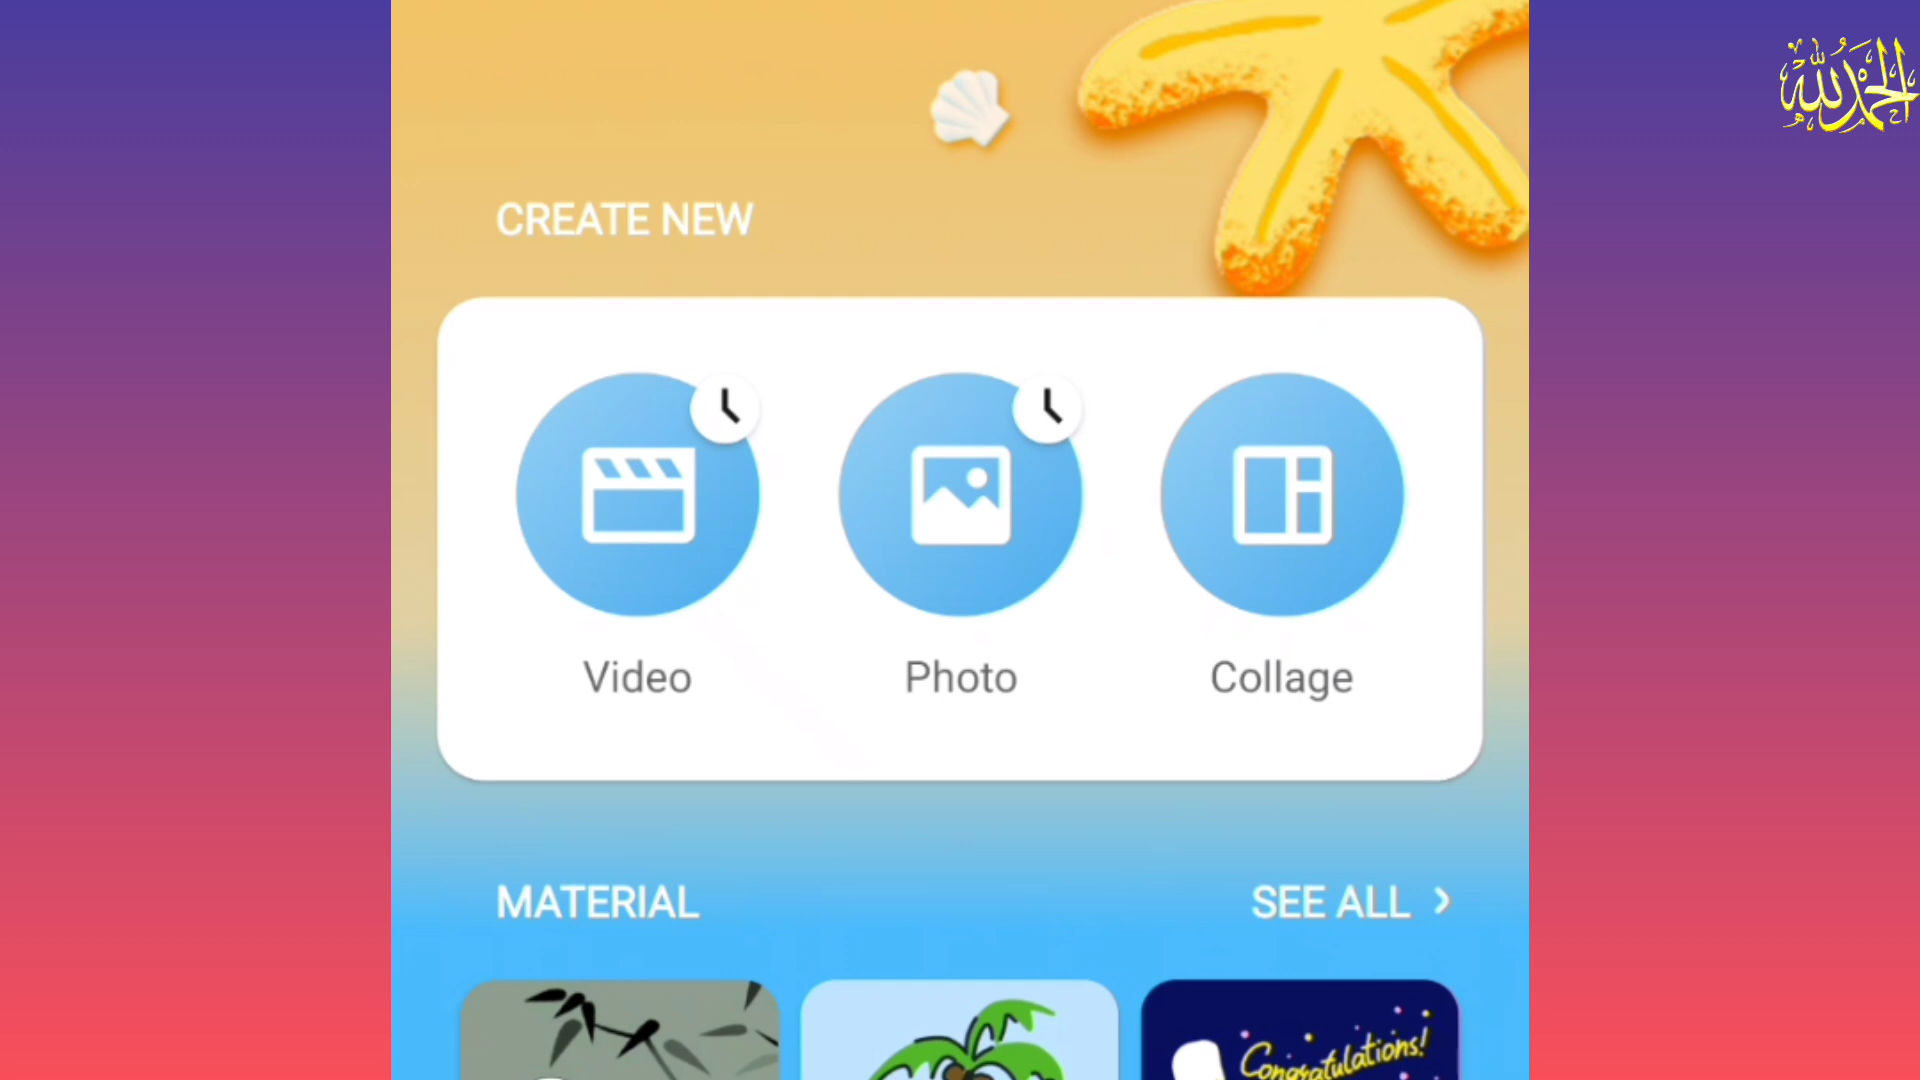 الحمد لله
CREATE NEW
Video
Photo
Collage
MATERIAL
SEE ALL
Congratulations!